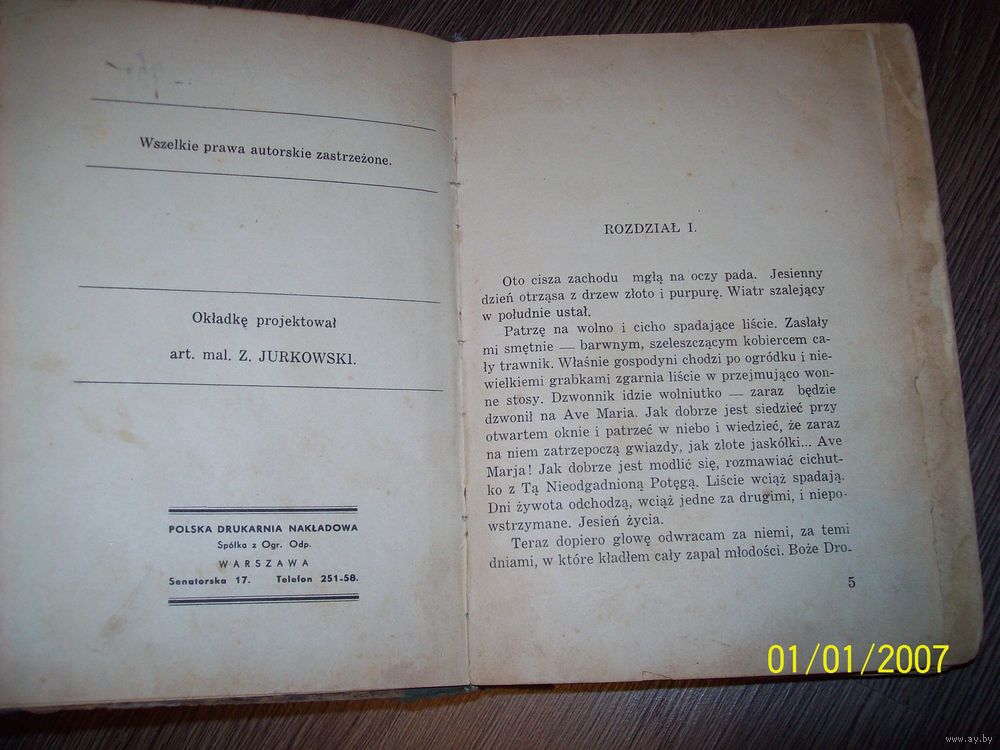 Wszelkie prawa autorskie zastrzeżone.
Okładkę projektował
art. mal. Z. JURKOWSKI.
POLSKA DRUKARNIA NAKŁADOWA
Spółka z Ogr. Odp.
WARSZAWA
Senatorska 17. Telefon 251-58.
ROZDZIAŁ I.
Oto cisza zachodu mgłą na oczy pada. Jesienny
dzień otrząsa z drzew złoto i purpurę. Wiatr szalejący
w południe ustał.
Patrzę na wolno i cicho spadające liście. Zasłały
mi smętnie — barwnym, szeleszczącym kobiercem ca-
ły trawnik. Właśnie gospodyni chodzi po ogródku i nie-
wielkiemi grabkami zgarnia liście w przejmująco won-
ne stosy. Dzwonnik idzie wolniutko — zaraz będzie
dzwonił na Ave Maria. Jak dobrze jest siedzieć przy
otwartem oknie i patrzeć w niebo i wiedzieć, że zaraz
na niem zatrzepoczą gwiazdy, jak złote jaskółki... Ave
Marja! Jak dobrze jest modlić się, rozmawiać cichut-
ko z Tą Nieodgadnioną Potęgą. Liście wciąż spadają.
Dni żywota odchodzą, wciąż jedne za drugimi, i niepo-
wstrzymane. Jesień życia.
Teraz dopiero głowę odwracam za niemi, za temi
dniami, w które kładłem cały zapał młodości. Boże Dro-
5
01/01/2007
www.ay.by